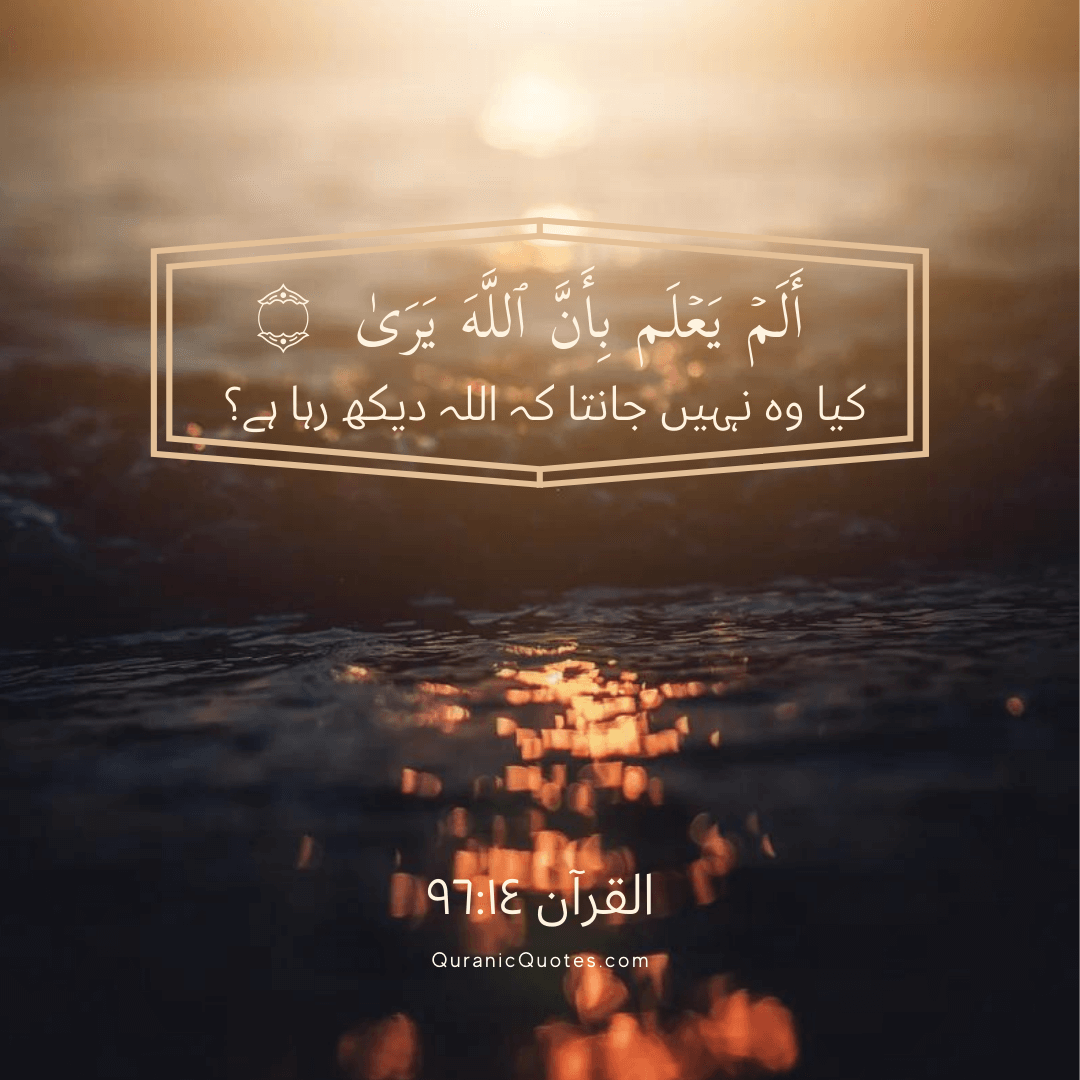 أَلَمۡ يَعۡلَم بِأَنَّ ٱللَّهَ يَرَىٰ ۝
کیا وہ نہیں جانتا کہ اللہ دیکھ رہا ہے؟
القرآن ٩٦:١٤
QuranicQuotes.com